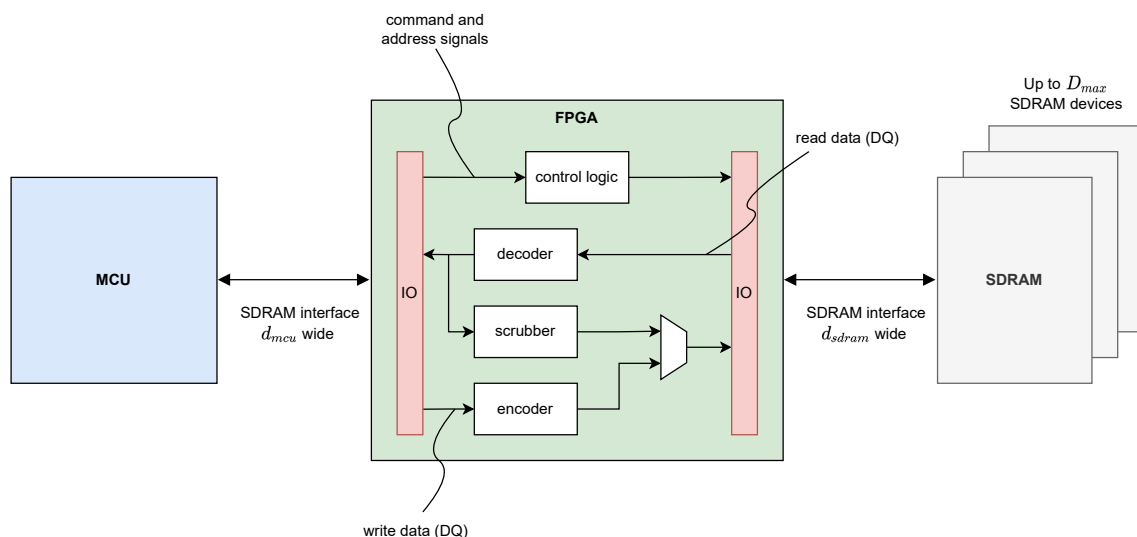 command and
address signals
Up to D_max
SDRAM devices
FPGA
read data (DQ)
control logic
decoder
MCU
IO
IO
SDRAM
SDRAM interface
d_mcu wide
scrubber
SDRAM interface
d_sdram wide
encoder
write data (DQ)